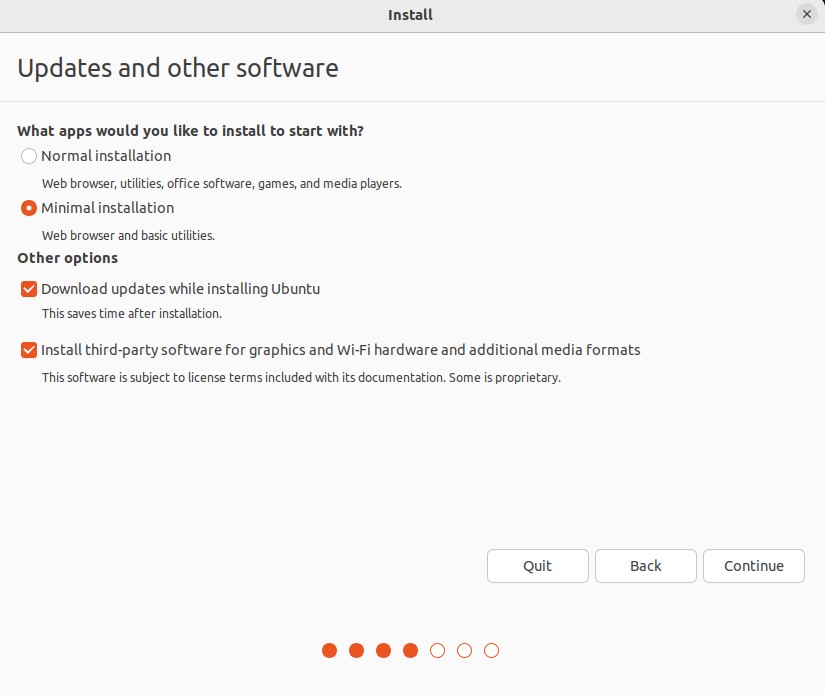 Install
Updates and other software
What apps would you like to install to start with?
Normal installation
Web browser, utilities, office software, games, and media players.
Minimal installation
Web browser and basic utilities.
Other options
Download updates while installing Ubuntu
This saves time after installation.
Install third-party software for graphics and Wi-Fi hardware and additional media formats
This software is subject to license terms included with its documentation. Some is proprietary.
Quit
Back
Continue